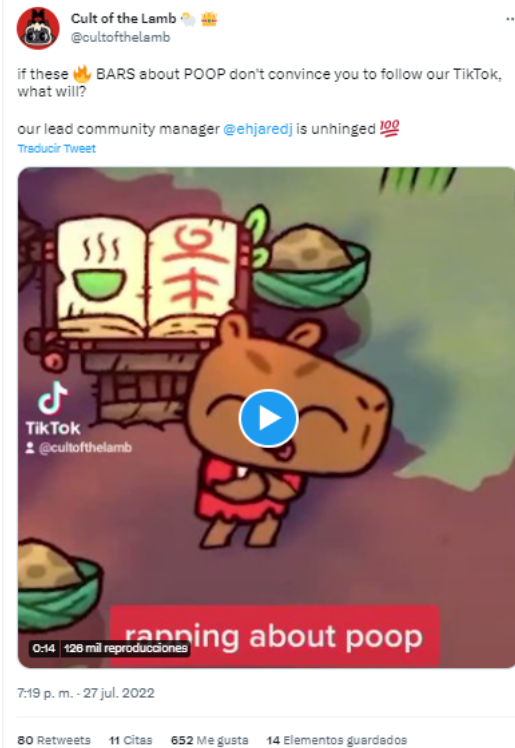 Cult of the Lamb 🐑 👑
@cultofthelamb
if these 🔥 BARS about POOP don't convince you to follow our TikTok,
what will?
our lead community manager @ehjaredj is unhinged 💯
Traducir Tweet
TikTok
@cultofthelamb
rapping about poop
0:14 126 mil reproducciones
7:19 p. m. · 27 jul. 2022
80 Retweets 11 Citas 652 Me gusta 14 Elementos guardados